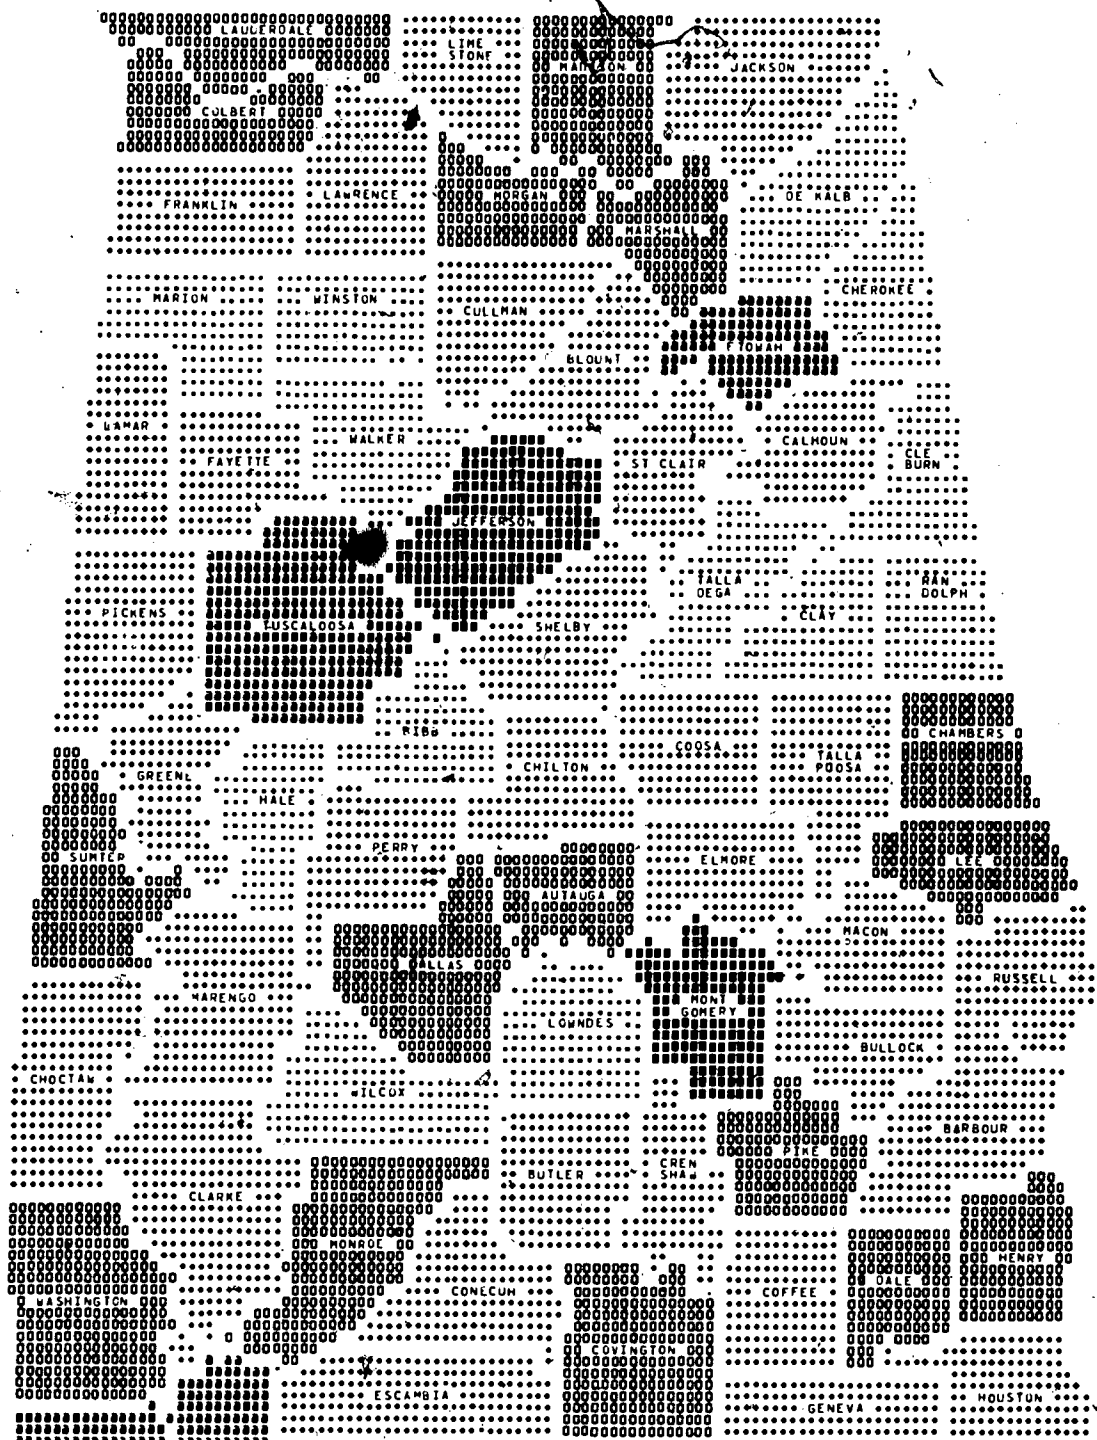 LAUDERDALE
LIME
STONE
MADISON
JACKSON
COLBERT
FRANKLIN
LAWRENCE
MORGAN
DE KALB
MARSHALL
CHEROKEE
MARION
WINSTON
CULLMAN
ETOWAH
BLOUNT
LAMAR
WALKER
CALHOUN
FAYETTE
ST CLAIR
CLE
BURN
JEFFERSON
TALLA
DEGA
RAN
DOLPH
PICKENS
CLAY
TUSCALOOSA
SHELBY
BIBB
CHAMBERS
COOSA
TALLA
POOSA
CHILTON
GREENE
HALE
PERRY
SUMTER
ELMORE
LEE
AUTAUGA
MACON
DALLAS
RUSSELL
MARENGO
MONT
GOMERY
LOWNDES
BULLOCK
CHOCTAW
WILCOX
BARBOUR
PIKE
CREN
SHAW
BUTLER
CLARKE
MONROE
HENRY
DALE
CONECUH
COFFEE
WASHINGTON
COVINGTON
ESCAMBIA
GENEVA
HOUSTON